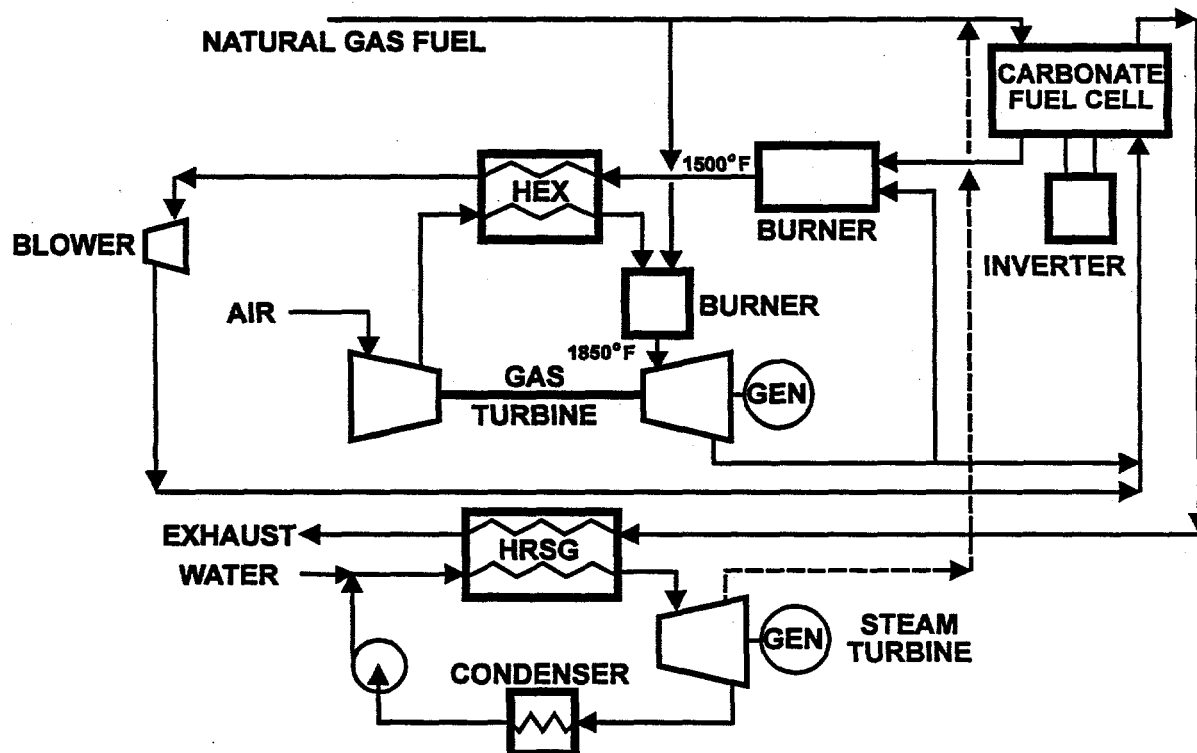 NATURAL GAS FUEL
CARBONATE
FUEL CELL
1500°F
HEX
BURNER
BLOWER
INVERTER
AIR
BURNER
1850°F
GAS
TURBINE
GEN
EXHAUST
HRSG
WATER
STEAM
TURBINE
GEN
CONDENSER